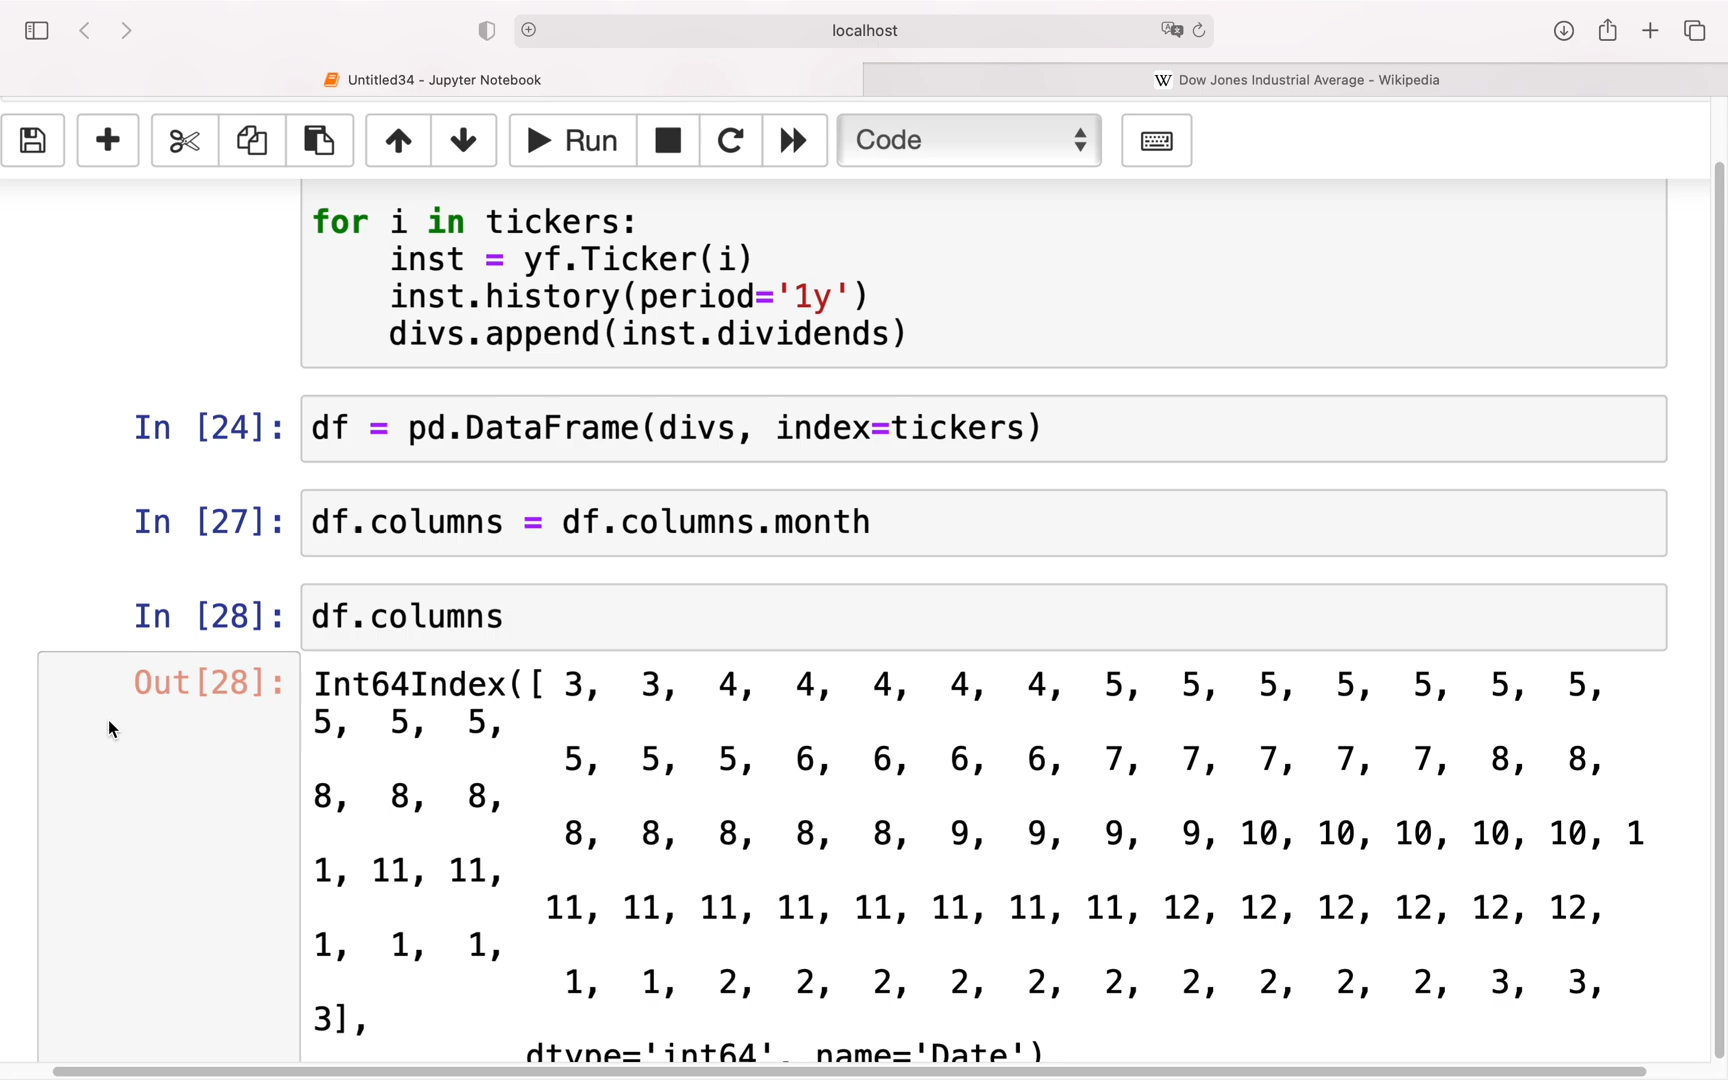 localhost
Untitled34 - Jupyter Notebook
Dow Jones Industrial Average - Wikipedia
Run
Code
for i in tickers:
    inst = yf.Ticker(i)
    inst.history(period='1y')
    divs.append(inst.dividends)
In [24]: df = pd.DataFrame(divs, index=tickers)
In [27]: df.columns = df.columns.month
In [28]: df.columns
Out[28]: Int64Index([ 3, 3, 4, 4, 4, 4, 4, 5, 5, 5, 5, 5, 5, 5,
5, 5, 5,
5, 5, 5, 6, 6, 6, 6, 7, 7, 7, 7, 7, 8, 8,
8, 8, 8,
8, 8, 8, 8, 8, 9, 9, 9, 9, 10, 10, 10, 10, 10, 1
1, 11, 11,
11, 11, 11, 11, 11, 11, 11, 11, 12, 12, 12, 12, 12, 12,
1, 1, 1,
1, 1, 2, 2, 2, 2, 2, 2, 2, 2, 2, 2, 3, 3,
3],
dtype='int64', name='Date')